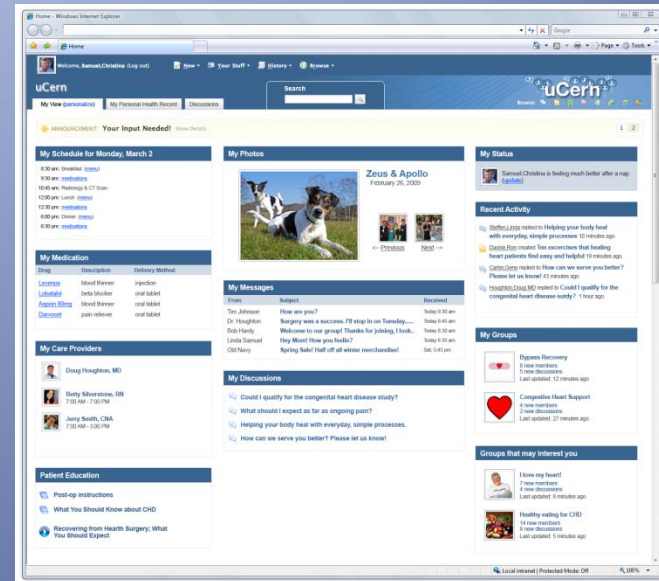 Home - Windows Internet Explorer
Google
Home
Page Tools
Welcome, Samuel,Christina (Log out) New Your Stuff History Browse
uCern
Search
uCern
Browse:
My View (personalize) My Personal Health Record Discussions
ANNOUNCEMENT: Your Input Needed! Show Details
1 2
My Schedule for Monday, March 2
8:30 am: Breakfast (menu)
9:30 am: medications
10:45 am: Radiology & CT Scan
12:00 pm: Lunch (menu)
12:30 pm: medications
6:00 pm: Dinner (menu)
8:30 pm: medications
My Medication
Drug Description Delivery Method
Levenox blood thinner injection
Lobatalol beta blocker oral tablet
Aspirin 80mg blood thinner oral tablet
Darvocet pain reliever oral tablet
My Care Providers
Doug Houghton, MD
Betty Silverstone, RN
7:00 AM - 7:00 PM
Jerry Smith, CNA
7:00 AM - 3:00 PM
Patient Education
Post-op instructions
What You Should Know about CHD
Recovering from Hearth Surgery; What
You Should Expect
My Photos
Zeus & Apollo
February 26, 2009
<-- Previous Next -->
My Messages
From Subject Received
Tim Johnson How are you? Today 8:30 am
Dr. Houghton Surgery was a success. I'll stop in on Tuesday...... Today 8:45 am
Bob Hardy Welcome to our group! Thanks for joining, I look.. Today 8:30 am
Linda Samuel Hey Mom! How you feelin? Today 8:35 am
Old Navy Spring Sale! Half off all winter merchandise! Sat, 5:45 pm
My Discussions
Could I qualify for the congenital heart disease study?
What should I expect as far as ongoing pain?
Helping your body heal with everyday, simple processes.
How can we serve you better? Please let us know!
My Status
Samuel,Christina is feeling much better after a nap.
(update)
Recent Activity
Steffen,Linda replied to Helping your body heal
with everyday, simple processes 10 minutes ago
created Ten excercises that healing
heart patients find easy and helpful 19 minutes ago
Carter,Gene replied to How can we serve you better?
Please let us know! 43 minutes ago
Houghton,Doug MD replied to Could I qualify for the
congenital heart disease sutdy? 1 hour ago
My Groups
Bypass Recovery
8 new members
5 new discussions
Last updated: 12 minutes ago
Congestive Heart Support
4 new members
2 new discussions
Last updated: 27 minutes ago
Groups that may interest you
I love my heart!
7 new members
4 new discussions
Last updated: 8 minutes ago
Healthy eating for CHD
14 new members
8 new discussions
Last updated: 5 minutes ago
Local intranet | Protected Mode: Off 100%